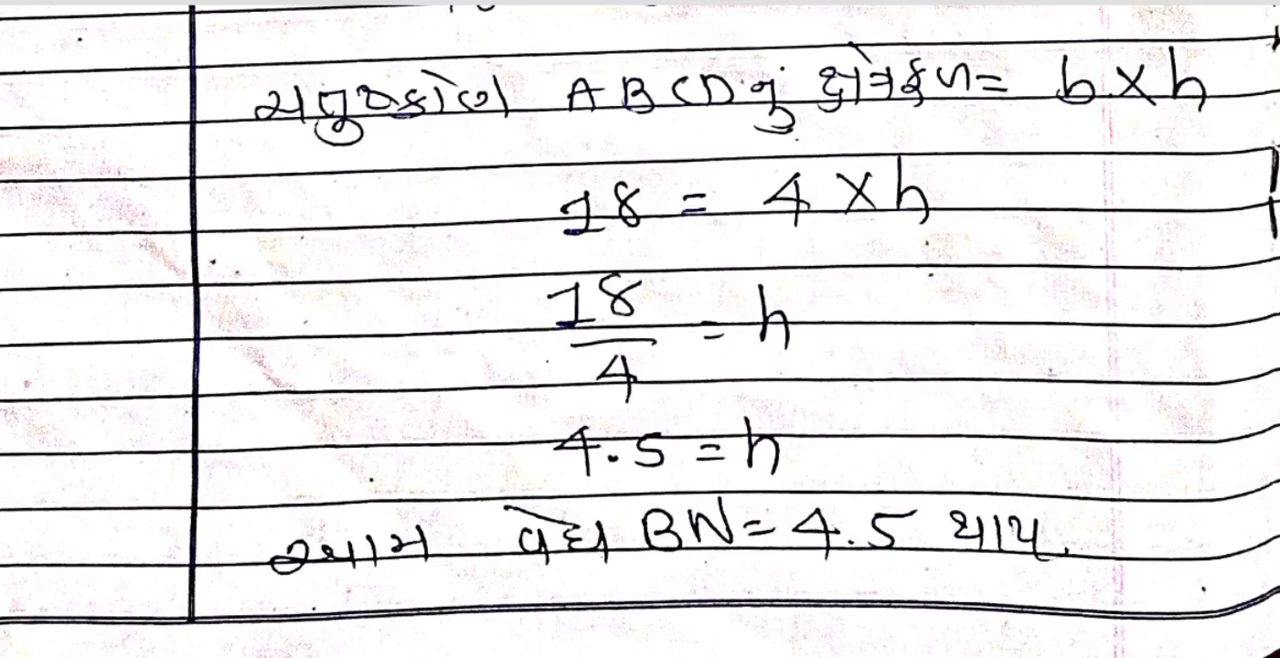 સમાંતરબાજુ ચતુષ્કોણ ABCDનું ક્ષેત્રફળ = b × h
18 = 4 × h
18/4 = h
4.5 = h
આમ વેધ BN = 4.5 થાય.